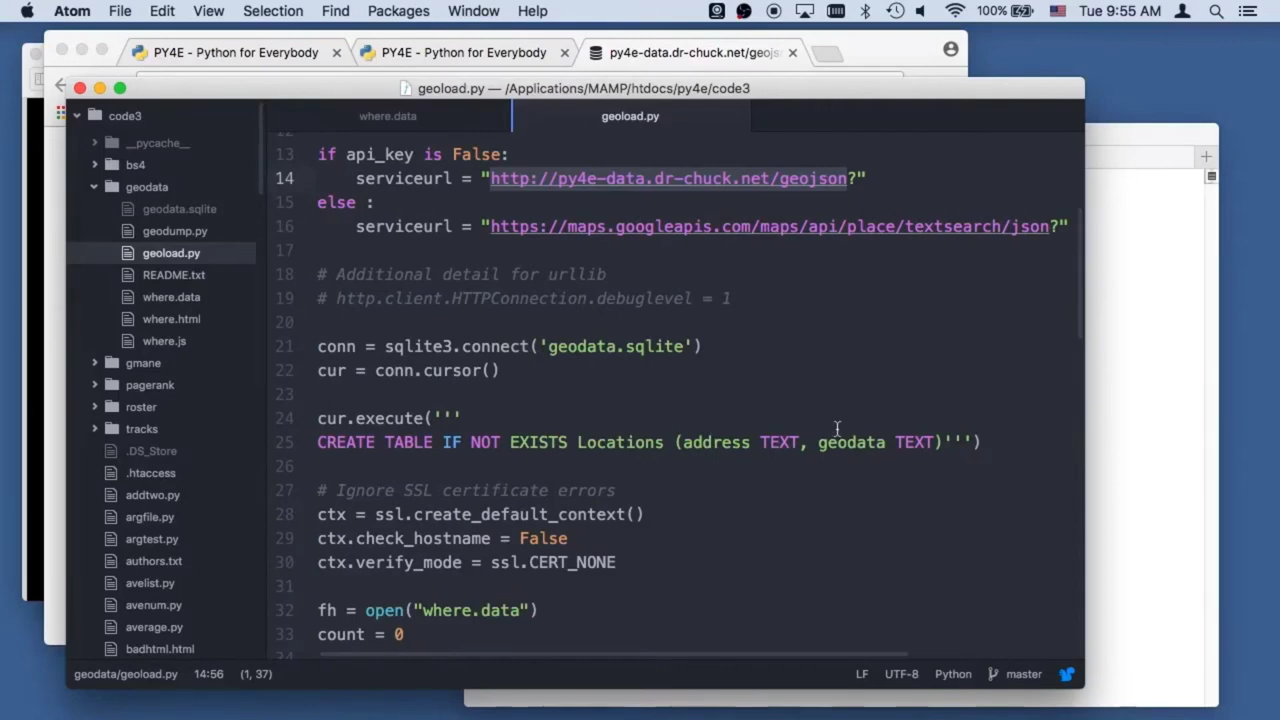 Atom File Edit View Selection Find Packages Window Help 100% Tue 9:55 AM
PY4E - Python for Everybody PY4E - Python for Everybody py4e-data.dr-chuck.net/geojs
geoload.py — /Applications/MAMP/htdocs/py4e/code3
code3
__pycache__
bs4
geodata
geodata.sqlite
geodump.py
geoload.py
README.txt
where.data
where.html
where.js
gmane
pagerank
roster
tracks
.DS_Store
.htaccess
addtwo.py
argfile.py
argtest.py
authors.txt
avelist.py
avenum.py
average.py
badhtml.html
where.data geoload.py
13 if api_key is False:
14 serviceurl = "http://py4e-data.dr-chuck.net/geojson?"
15 else :
16 serviceurl = "https://maps.googleapis.com/maps/api/place/textsearch/json?"
17
18 # Additional detail for urllib
19 # http.client.HTTPConnection.debuglevel = 1
20
21 conn = sqlite3.connect('geodata.sqlite')
22 cur = conn.cursor()
23
24 cur.execute('''
25 CREATE TABLE IF NOT EXISTS Locations (address TEXT, geodata TEXT)''')
26
27 # Ignore SSL certificate errors
28 ctx = ssl.create_default_context()
29 ctx.check_hostname = False
30 ctx.verify_mode = ssl.CERT_NONE
31
32 fh = open("where.data")
33 count = 0
geodata/geoload.py 14:56 (1, 37) LF UTF-8 Python master